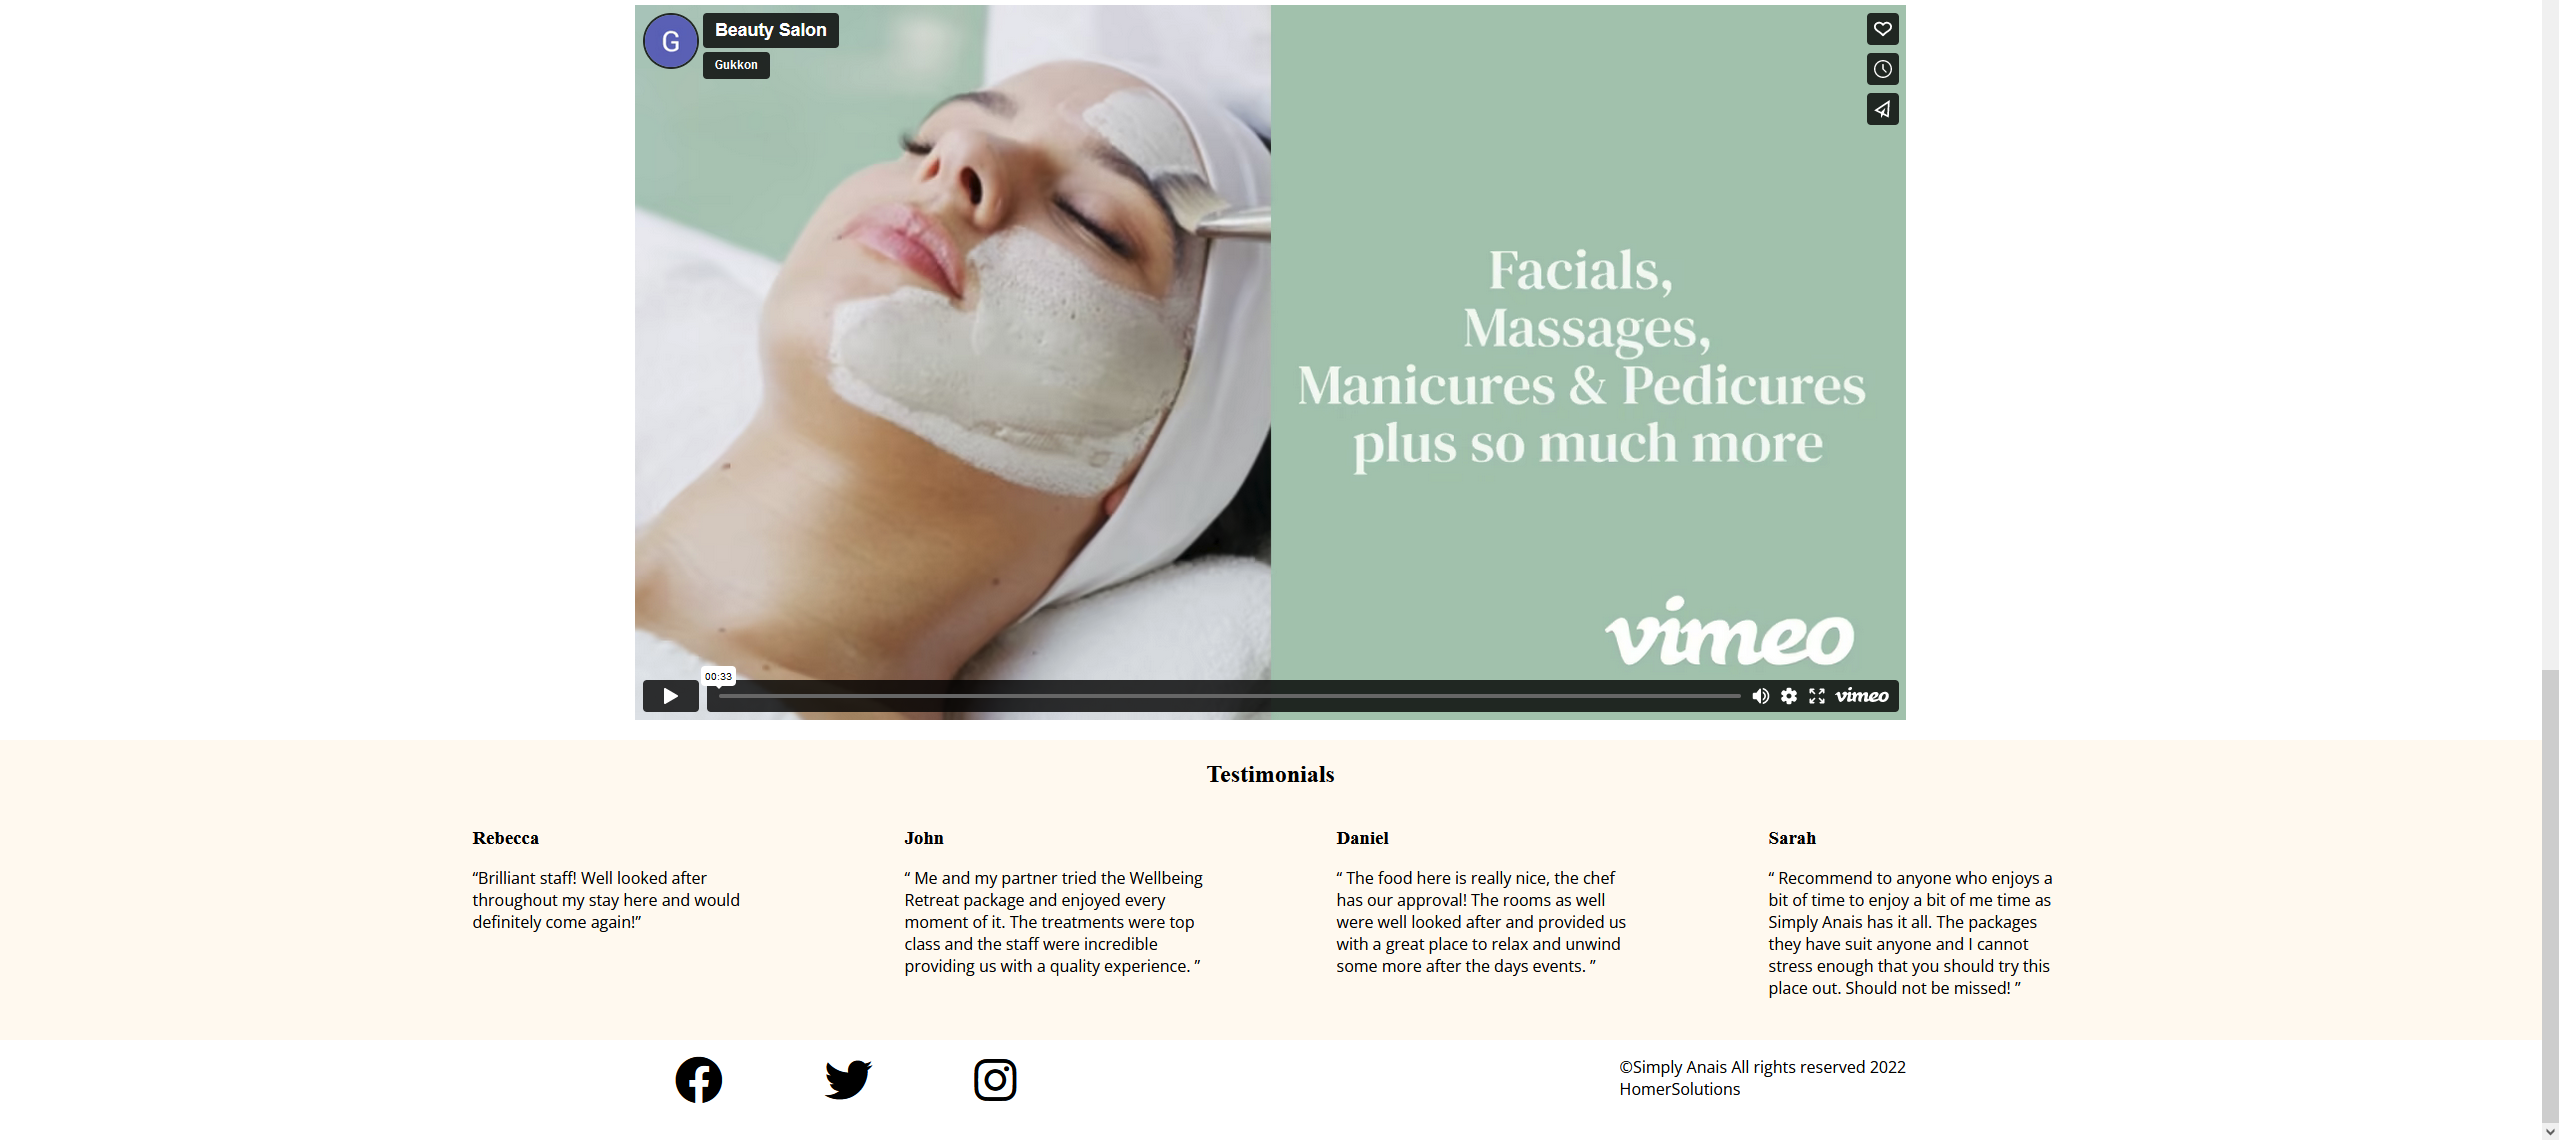 G
Beauty Salon
Gukkon
Facials,
Massages,
Manicures & Pedicures
plus so much more
vimeo
00:33
vimeo
Testimonials
Rebecca
“Brilliant staff! Well looked after
throughout my stay here and would
definitely come again!”
John
“ Me and my partner tried the Wellbeing
Retreat package and enjoyed every
moment of it. The treatments were top
class and the staff were incredible
providing us with a quality experience. ”
Daniel
“ The food here is really nice, the chef
has our approval! The rooms as well
were well looked after and provided us
with a great place to relax and unwind
some more after the days events. ”
Sarah
“ Recommend to anyone who enjoys a
bit of time to enjoy a bit of me time as
Simply Anais has it all. The packages
they have suit anyone and I cannot
stress enough that you should try this
place out. Should not be missed! ”
©Simply Anais All rights reserved 2022
HomerSolutions